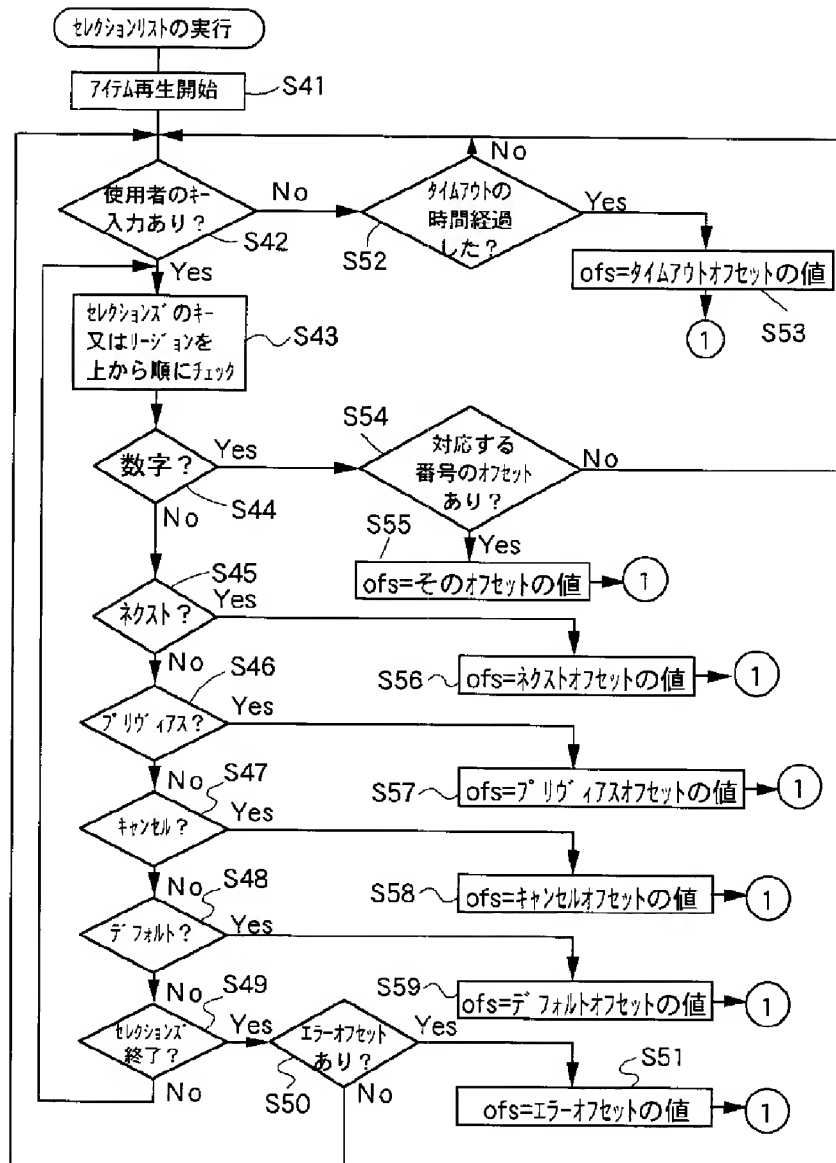 セレクションリストの実行
アイテム再生開始
S41
使用者のキー
入力あり？
S42
No
Yes
タイムアウトの
時間経過
した？
S52
No
Yes
ofs=タイムアウトオフセットの値
S53
1
セレクションズのキー
又はリージョンを
上から順にチェック
S43
数字？
S44
Yes
No
S54
対応する
番号のオフセット
あり？
No
Yes
S55
ofs=そのオフセットの値
1
S45
ネクスト？
Yes
No
S56
ofs=ネクストオフセットの値
1
S46
プリヴィアス？
Yes
No
S57
ofs=プリヴィアスオフセットの値
1
S47
キャンセル？
Yes
No
S58
ofs=キャンセルオフセットの値
1
S48
デフォルト？
Yes
No
S59
ofs=デフォルトオフセットの値
1
S49
セレクションズ
終了？
Yes
No
エラーオフセット
あり？
S50
Yes
No
S51
ofs=エラーオフセットの値
1